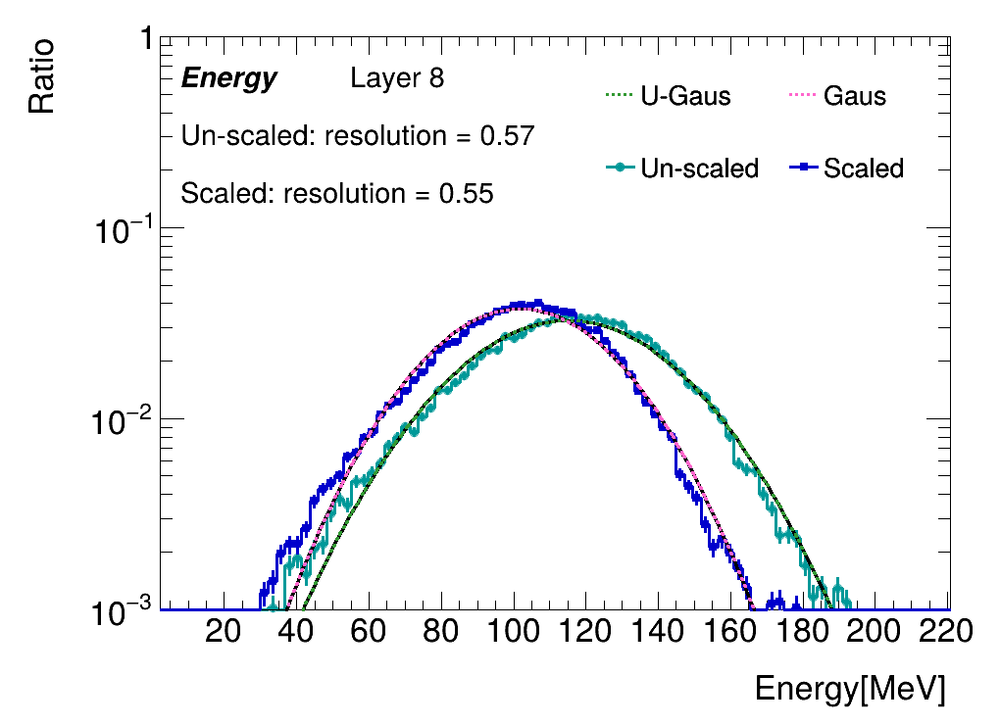 Ratio
1
10⁻¹
10⁻²
10⁻³
Energy Layer 8
Un-scaled: resolution = 0.57
Scaled: resolution = 0.55
U-Gaus Gaus
Un-scaled Scaled
20 40 60 80 100 120 140 160 180 200 220
Energy[MeV]